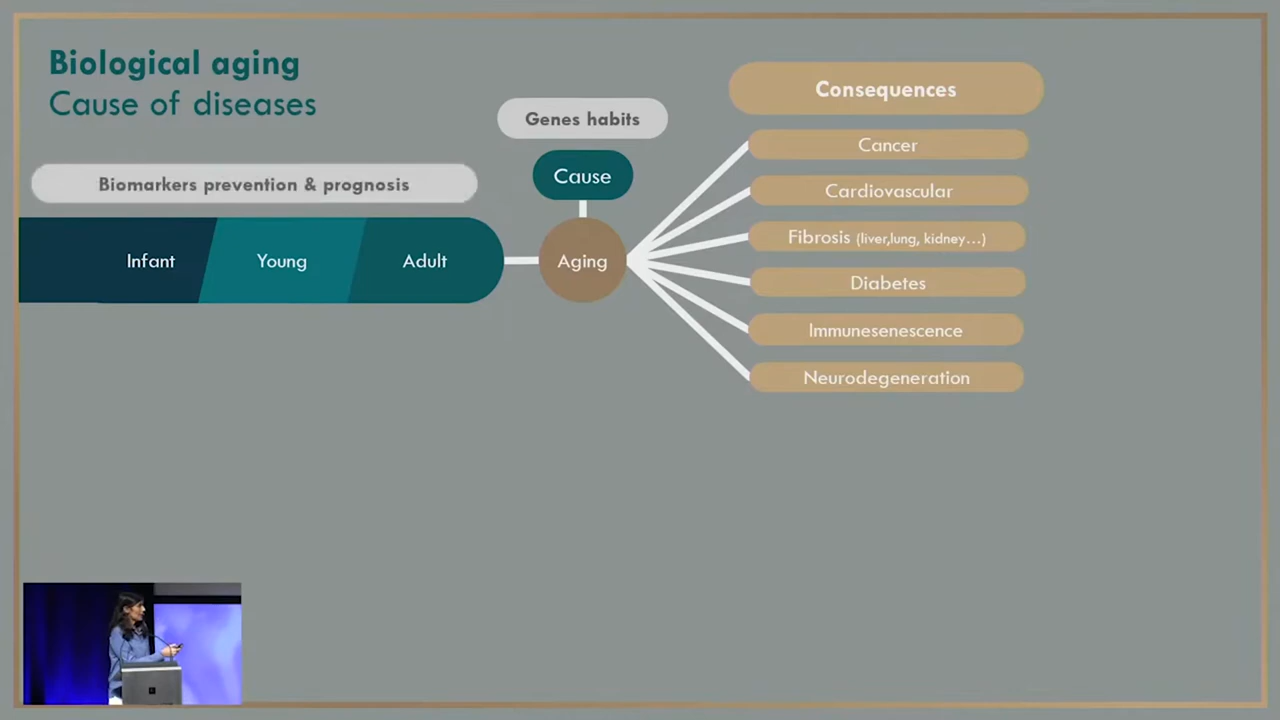 Biological aging
Cause of diseases
Genes habits
Cause
Biomarkers prevention & prognosis
Infant
Young
Adult
Aging
Consequences
Cancer
Cardiovascular
Fibrosis (liver,lung, kidney...)
Diabetes
Immunesenescence
Neurodegeneration